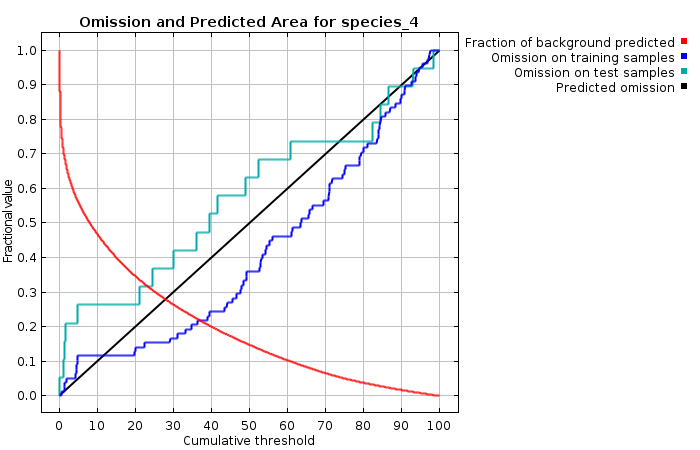 Omission and Predicted Area for species_4
Fraction of background predicted
Omission on training samples
Omission on test samples
Predicted omission
Fractional value
1.0
0.9
0.8
0.7
0.6
0.5
0.4
0.3
0.2
0.1
0.0
0 10 20 30 40 50 60 70 80 90 100
Cumulative threshold